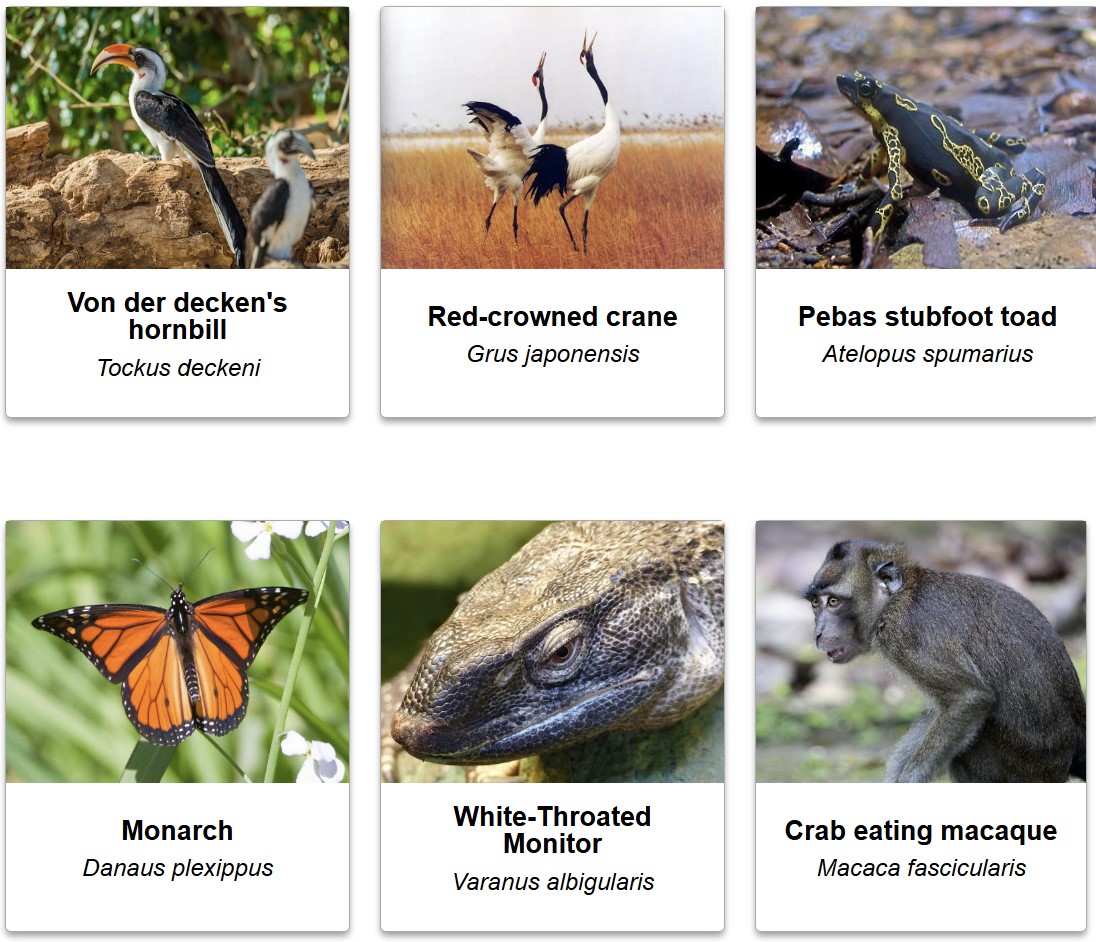 Von der decken's
hornbill
Tockus deckeni
Red-crowned crane
Grus japonensis
Pebas stubfoot toad
Atelopus spumarius
Monarch
Danaus plexippus
White-Throated
Monitor
Varanus albigularis
Crab eating macaque
Macaca fascicularis